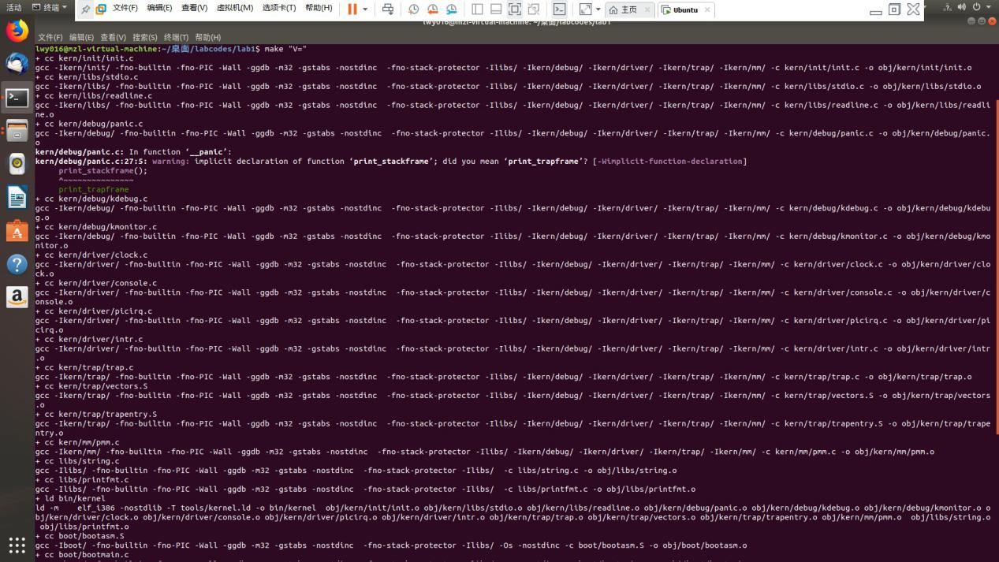 活动 终端 文件(F) 编辑(E) 查看(V) 虚拟机(M) 选项卡(T) 帮助(H) 主页 Ubuntu
lwy016@mzl-virtual-machine: ~/桌面/labcodes/lab1
文件(F) 编辑(E) 查看(V) 搜索(S) 终端(T) 帮助(H)
lwy016@mzl-virtual-machine:~/桌面/labcodes/lab1$ make "V="
+ cc kern/init/init.c
gcc -Ikern/init/ -fno-builtin -fno-PIC -Wall -ggdb -m32 -gstabs -nostdinc  -fno-stack-protector -Ilibs/ -Ikern/debug/ -Ikern/driver/ -Ikern/trap/ -Ikern/mm/ -c kern/init/init.c -o obj/kern/init/init.o
+ cc kern/libs/stdio.c
gcc -Ikern/libs/ -fno-builtin -fno-PIC -Wall -ggdb -m32 -gstabs -nostdinc  -fno-stack-protector -Ilibs/ -Ikern/debug/ -Ikern/driver/ -Ikern/trap/ -Ikern/mm/ -c kern/libs/stdio.c -o obj/kern/libs/stdio.o
+ cc kern/libs/readline.c
gcc -Ikern/libs/ -fno-builtin -fno-PIC -Wall -ggdb -m32 -gstabs -nostdinc  -fno-stack-protector -Ilibs/ -Ikern/debug/ -Ikern/driver/ -Ikern/trap/ -Ikern/mm/ -c kern/libs/readline.c -o obj/kern/libs/readli
ne.o
+ cc kern/debug/panic.c
gcc -Ikern/debug/ -fno-builtin -fno-PIC -Wall -ggdb -m32 -gstabs -nostdinc  -fno-stack-protector -Ilibs/ -Ikern/debug/ -Ikern/driver/ -Ikern/trap/ -Ikern/mm/ -c kern/debug/panic.c -o obj/kern/debug/panic.
o
kern/debug/panic.c: In function ‘__panic’:
kern/debug/panic.c:27:5: warning: implicit declaration of function ‘print_stackframe’; did you mean ‘print_trapframe’? [-Wimplicit-function-declaration]
print_stackframe();
^~~~~~~~~~~~~~~~
print_trapframe
+ cc kern/debug/kdebug.c
gcc -Ikern/debug/ -fno-builtin -fno-PIC -Wall -ggdb -m32 -gstabs -nostdinc  -fno-stack-protector -Ilibs/ -Ikern/debug/ -Ikern/driver/ -Ikern/trap/ -Ikern/mm/ -c kern/debug/kdebug.c -o obj/kern/debug/kdebu
g.o
+ cc kern/debug/kmonitor.c
gcc -Ikern/debug/ -fno-builtin -fno-PIC -Wall -ggdb -m32 -gstabs -nostdinc  -fno-stack-protector -Ilibs/ -Ikern/debug/ -Ikern/driver/ -Ikern/trap/ -Ikern/mm/ -c kern/debug/kmonitor.c -o obj/kern/debug/kmo
nitor.o
+ cc kern/driver/clock.c
gcc -Ikern/driver/ -fno-builtin -fno-PIC -Wall -ggdb -m32 -gstabs -nostdinc  -fno-stack-protector -Ilibs/ -Ikern/debug/ -Ikern/driver/ -Ikern/trap/ -Ikern/mm/ -c kern/driver/clock.c -o obj/kern/driver/clo
ck.o
+ cc kern/driver/console.c
gcc -Ikern/driver/ -fno-builtin -fno-PIC -Wall -ggdb -m32 -gstabs -nostdinc  -fno-stack-protector -Ilibs/ -Ikern/debug/ -Ikern/driver/ -Ikern/trap/ -Ikern/mm/ -c kern/driver/console.c -o obj/kern/driver/c
onsole.o
+ cc kern/driver/picirq.c
gcc -Ikern/driver/ -fno-builtin -fno-PIC -Wall -ggdb -m32 -gstabs -nostdinc  -fno-stack-protector -Ilibs/ -Ikern/debug/ -Ikern/driver/ -Ikern/trap/ -Ikern/mm/ -c kern/driver/picirq.c -o obj/kern/driver/pi
cirq.o
+ cc kern/driver/intr.c
gcc -Ikern/driver/ -fno-builtin -fno-PIC -Wall -ggdb -m32 -gstabs -nostdinc  -fno-stack-protector -Ilibs/ -Ikern/debug/ -Ikern/driver/ -Ikern/trap/ -Ikern/mm/ -c kern/driver/intr.c -o obj/kern/driver/intr
.o
+ cc kern/trap/trap.c
gcc -Ikern/trap/ -fno-builtin -fno-PIC -Wall -ggdb -m32 -gstabs -nostdinc  -fno-stack-protector -Ilibs/ -Ikern/debug/ -Ikern/driver/ -Ikern/trap/ -Ikern/mm/ -c kern/trap/trap.c -o obj/kern/trap/trap.o
+ cc kern/trap/vectors.S
gcc -Ikern/trap/ -fno-builtin -fno-PIC -Wall -ggdb -m32 -gstabs -nostdinc  -fno-stack-protector -Ilibs/ -Ikern/debug/ -Ikern/driver/ -Ikern/trap/ -Ikern/mm/ -c kern/trap/vectors.S -o obj/kern/trap/vectors
.o
+ cc kern/trap/trapentry.S
gcc -Ikern/trap/ -fno-builtin -fno-PIC -Wall -ggdb -m32 -gstabs -nostdinc  -fno-stack-protector -Ilibs/ -Ikern/debug/ -Ikern/driver/ -Ikern/trap/ -Ikern/mm/ -c kern/trap/trapentry.S -o obj/kern/trap/trape
ntry.o
+ cc kern/mm/pmm.c
gcc -Ikern/mm/ -fno-builtin -fno-PIC -Wall -ggdb -m32 -gstabs -nostdinc  -fno-stack-protector -Ilibs/ -Ikern/debug/ -Ikern/driver/ -Ikern/trap/ -Ikern/mm/ -c kern/mm/pmm.c -o obj/kern/mm/pmm.o
+ cc libs/string.c
gcc -Ilibs/ -fno-builtin -fno-PIC -Wall -ggdb -m32 -gstabs -nostdinc  -fno-stack-protector -Ilibs/  -c libs/string.c -o obj/libs/string.o
+ cc libs/printfmt.c
gcc -Ilibs/ -fno-builtin -fno-PIC -Wall -ggdb -m32 -gstabs -nostdinc  -fno-stack-protector -Ilibs/  -c libs/printfmt.c -o obj/libs/printfmt.o
+ ld bin/kernel
ld -m    elf_i386 -nostdlib -T tools/kernel.ld -o bin/kernel  obj/kern/init/init.o obj/kern/libs/stdio.o obj/kern/libs/readline.o obj/kern/debug/panic.o obj/kern/debug/kdebug.o obj/kern/debug/kmonitor.o o
bj/kern/driver/clock.o obj/kern/driver/console.o obj/kern/driver/picirq.o obj/kern/driver/intr.o obj/kern/trap/trap.o obj/kern/trap/vectors.o obj/kern/trap/trapentry.o obj/kern/mm/pmm.o  obj/libs/string.o
obj/libs/printfmt.o
+ cc boot/bootasm.S
gcc -Iboot/ -fno-builtin -fno-PIC -Wall -ggdb -m32 -gstabs -nostdinc  -fno-stack-protector -Ilibs/ -Os -nostdinc -c boot/bootasm.S -o obj/boot/bootasm.o
+ cc boot/bootmain.c